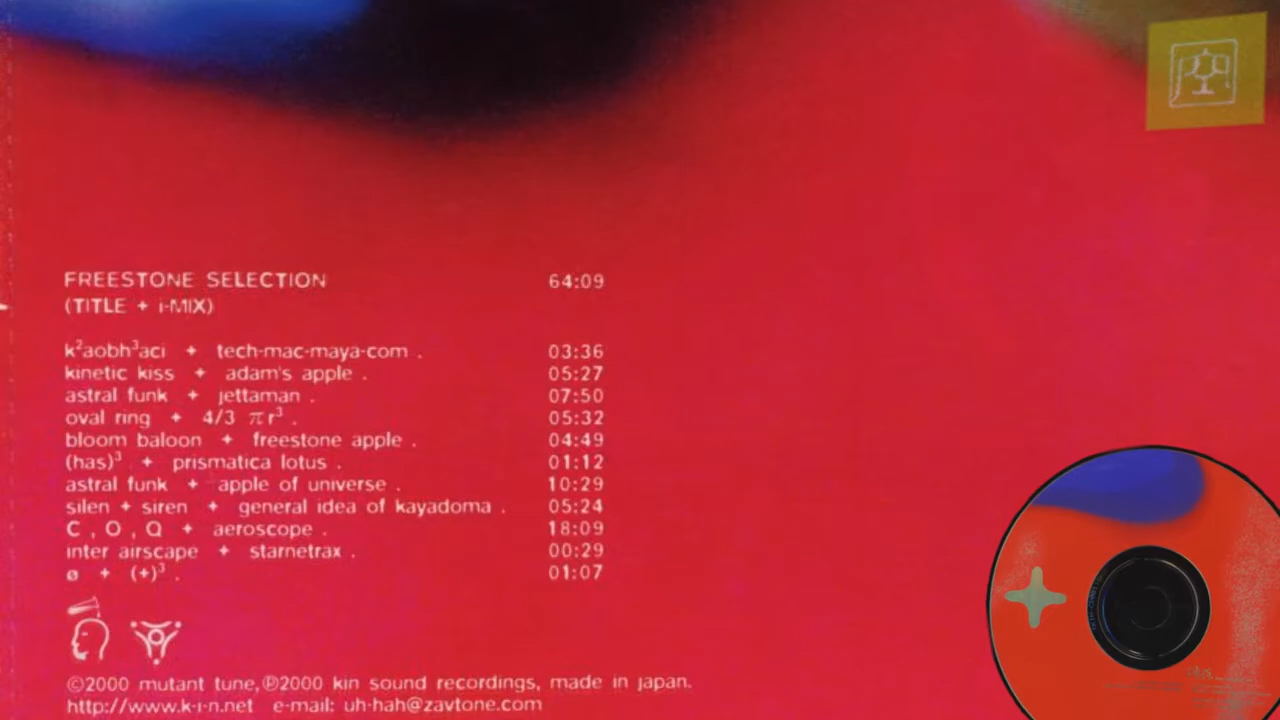 FREESTONE SELECTION 64:09
(TITLE + i-MIX)
k²aobh³aci + tech-mac-maya-com . 03:36
kinetic kiss + adam's apple . 05:27
astral funk + jettaman . 07:50
oval ring + 4/3 πr³ . 05:32
bloom baloon + freestone apple . 04:49
(has)³ + prismatica lotus . 01:12
astral funk + apple of universe . 10:29
silen + siren + general idea of kayadoma . 05:24
C , O , Q + aeroscope . 18:09
inter airscape + starnetrax . 00:29
ø + (+)³ . 01:07
©2000 mutant tune,℗2000 kin sound recordings, made in japan.
http://www.k-i-n.net e-mail: uh-hah@zavtone.com
plus